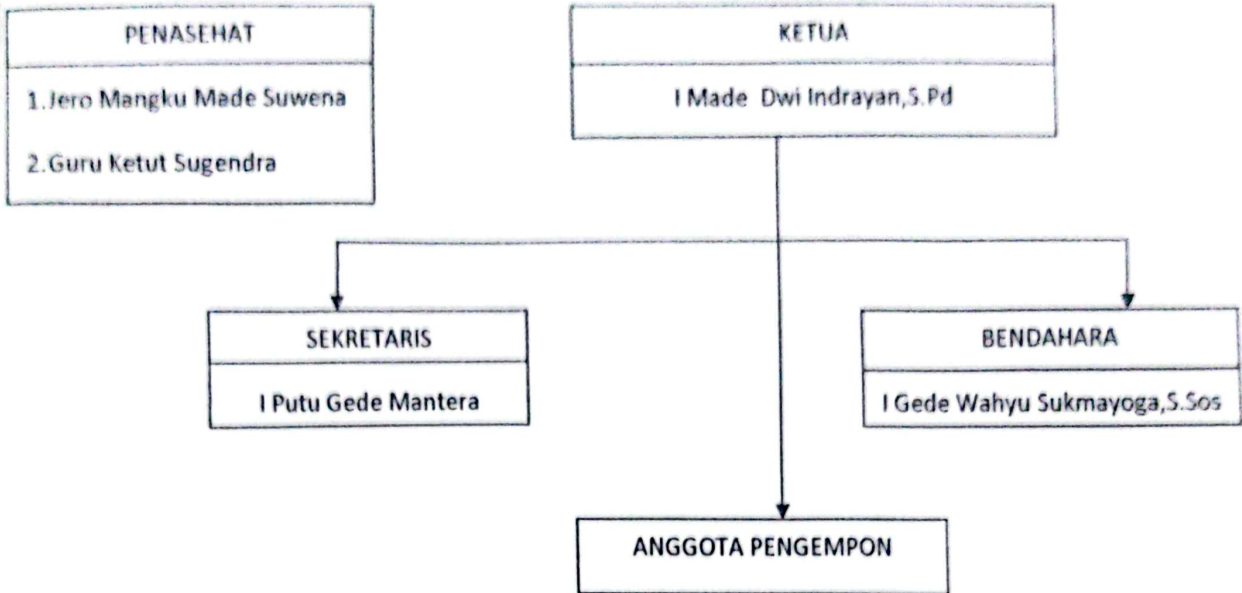 PENASEHAT
1.Jero Mangku Made Suwena
2.Guru Ketut Sugendra
KETUA
I Made Dwi Indrayan,S.Pd
SEKRETARIS
I Putu Gede Mantera
BENDAHARA
I Gede Wahyu Sukmayoga,S.Sos
ANGGOTA PENGEMPON